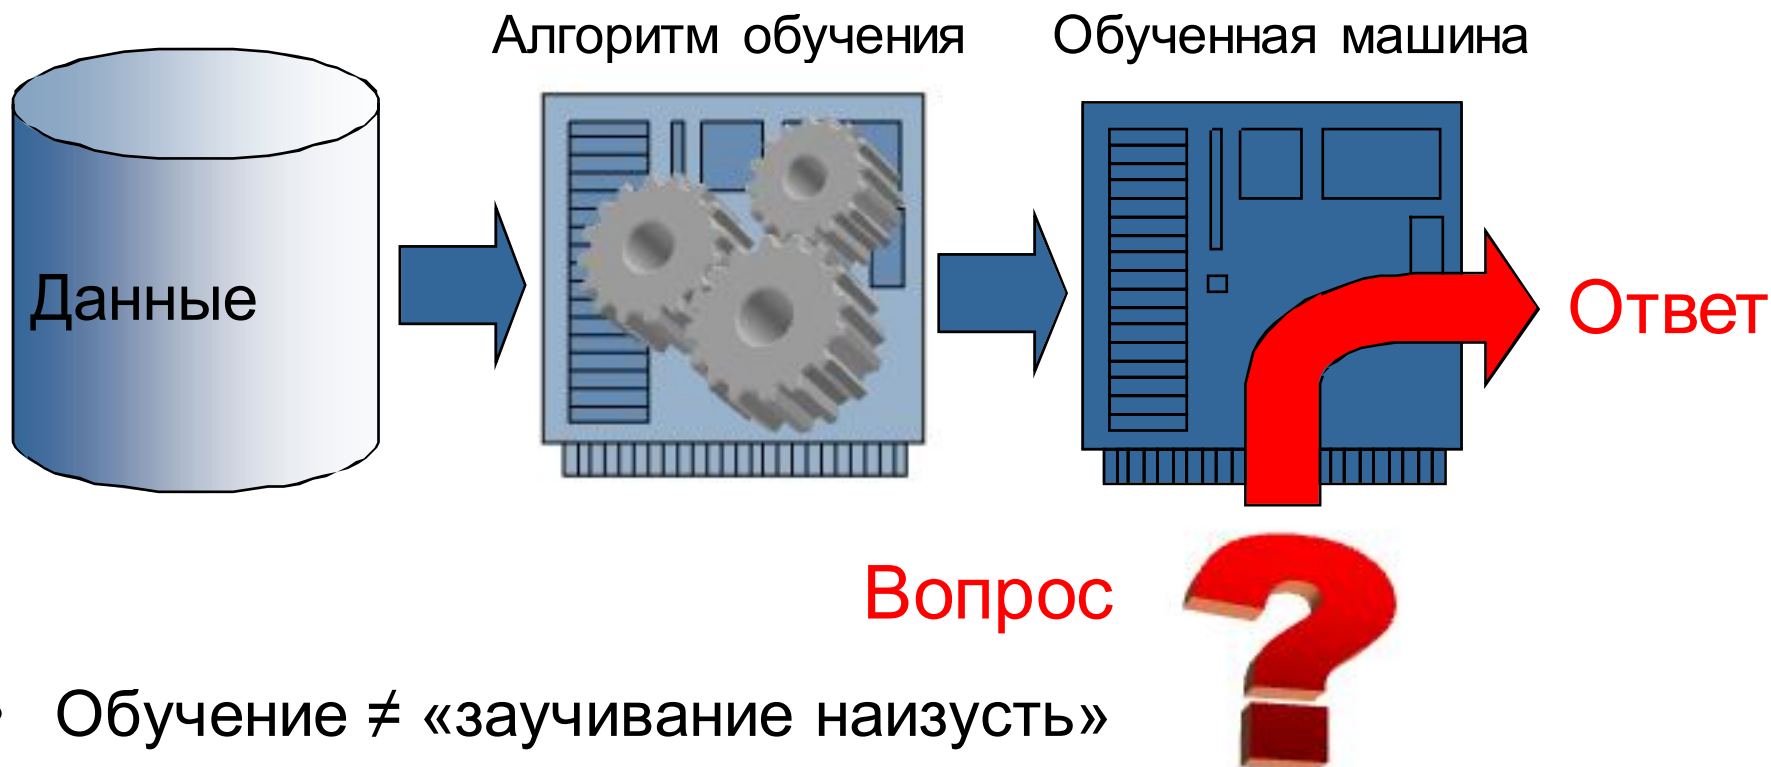 Алгоритм обучения
Обученная машина
Данные
Ответ
Вопрос
• Обучение ≠ «заучивание наизусть»